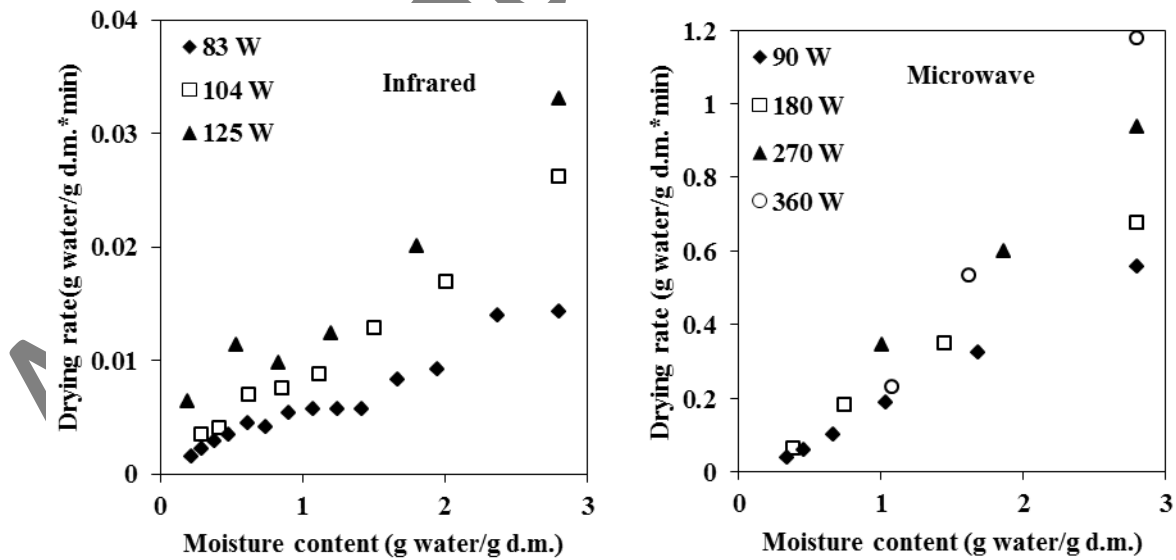 Drying rate(g water/g d.m.*min)
0.04
0.03
0.02
0.01
0
83 W
104 W
125 W
Infrared
0
1
2
3
Moisture content (g water/g d.m.)
Drying rate (g water/g d.m.*min)
1.2
1
0.8
0.6
0.4
0.2
0
90 W
180 W
270 W
360 W
Microwave
0
1
2
3
Moisture content (g water/g d.m.)